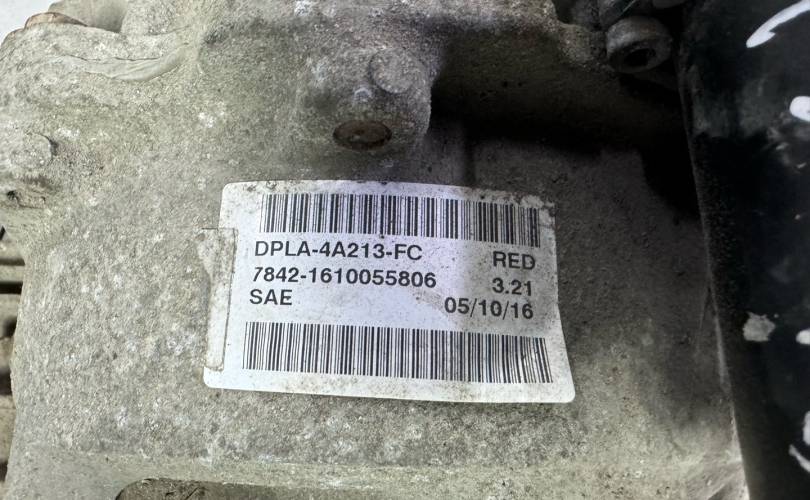 DPLA-4A213-FC RED
7842-1610055806 3.21
SAE 05/10/16